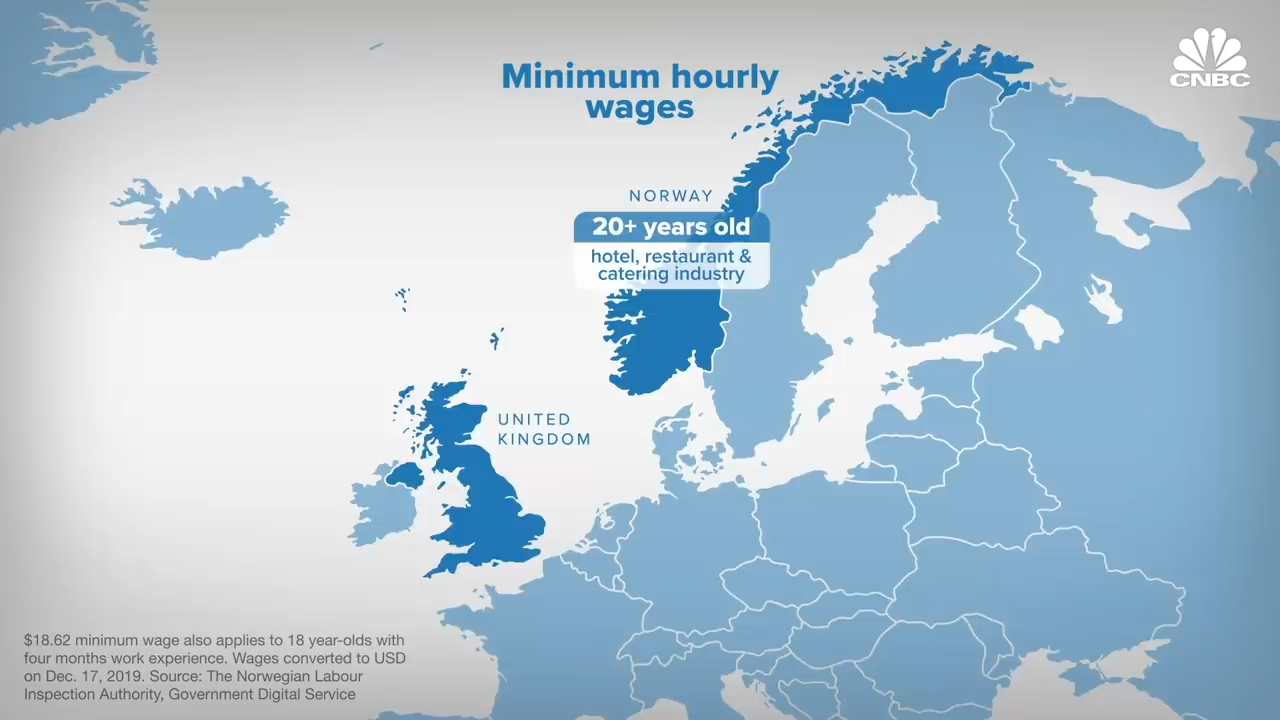 Minimum hourly
wages
CNBC
NORWAY
20+ years old
hotel, restaurant &
catering industry
UNITED
KINGDOM
$18.62 minimum wage also applies to 18 year-olds with
four months work experience. Wages converted to USD
on Dec. 17, 2019. Source: The Norwegian Labour
Inspection Authority, Government Digital Service